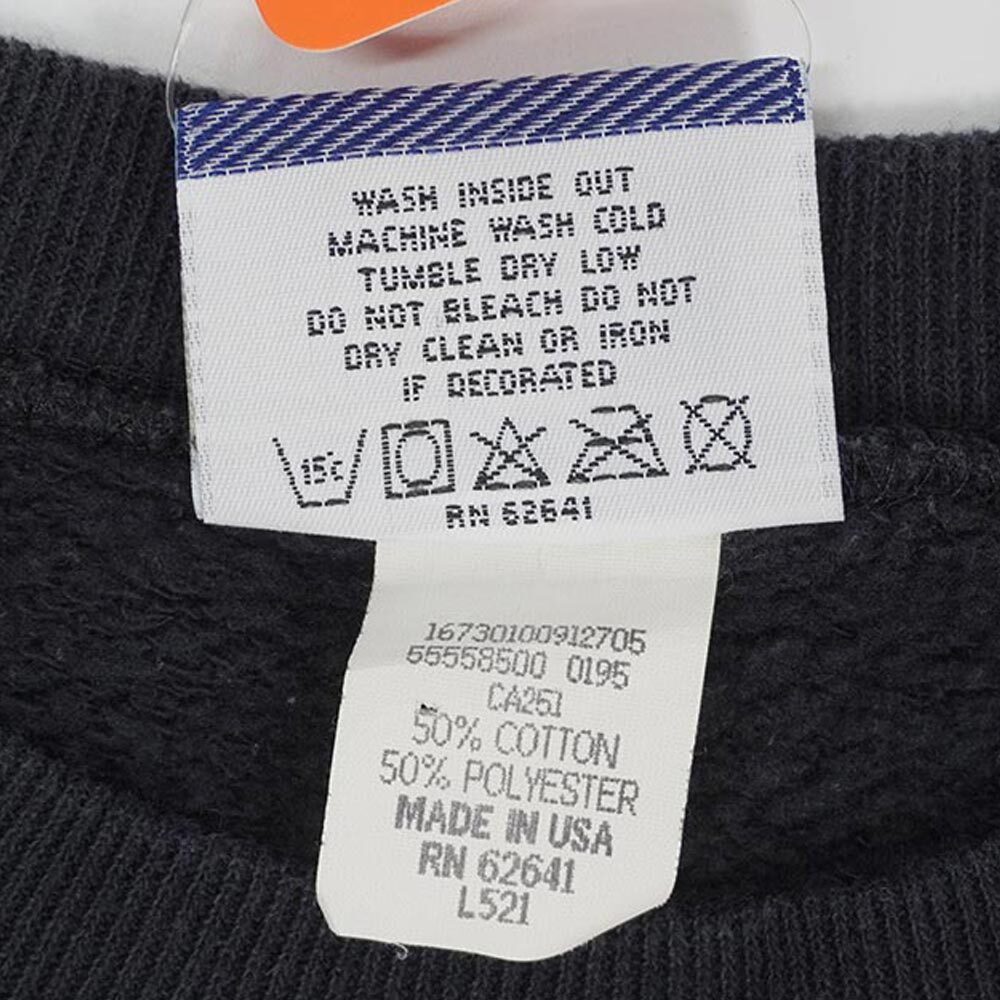 WASH INSIDE OUT
MACHINE WASH COLD
TUMBLE DRY LOW
DO NOT BLEACH DO NOT
DRY CLEAN OR IRON
IF DECORATED
15°C
RN 62641
16730100912705
55558500 0195
CA251
50% COTTON
50% POLYESTER
MADE IN USA
RN 62641
L521